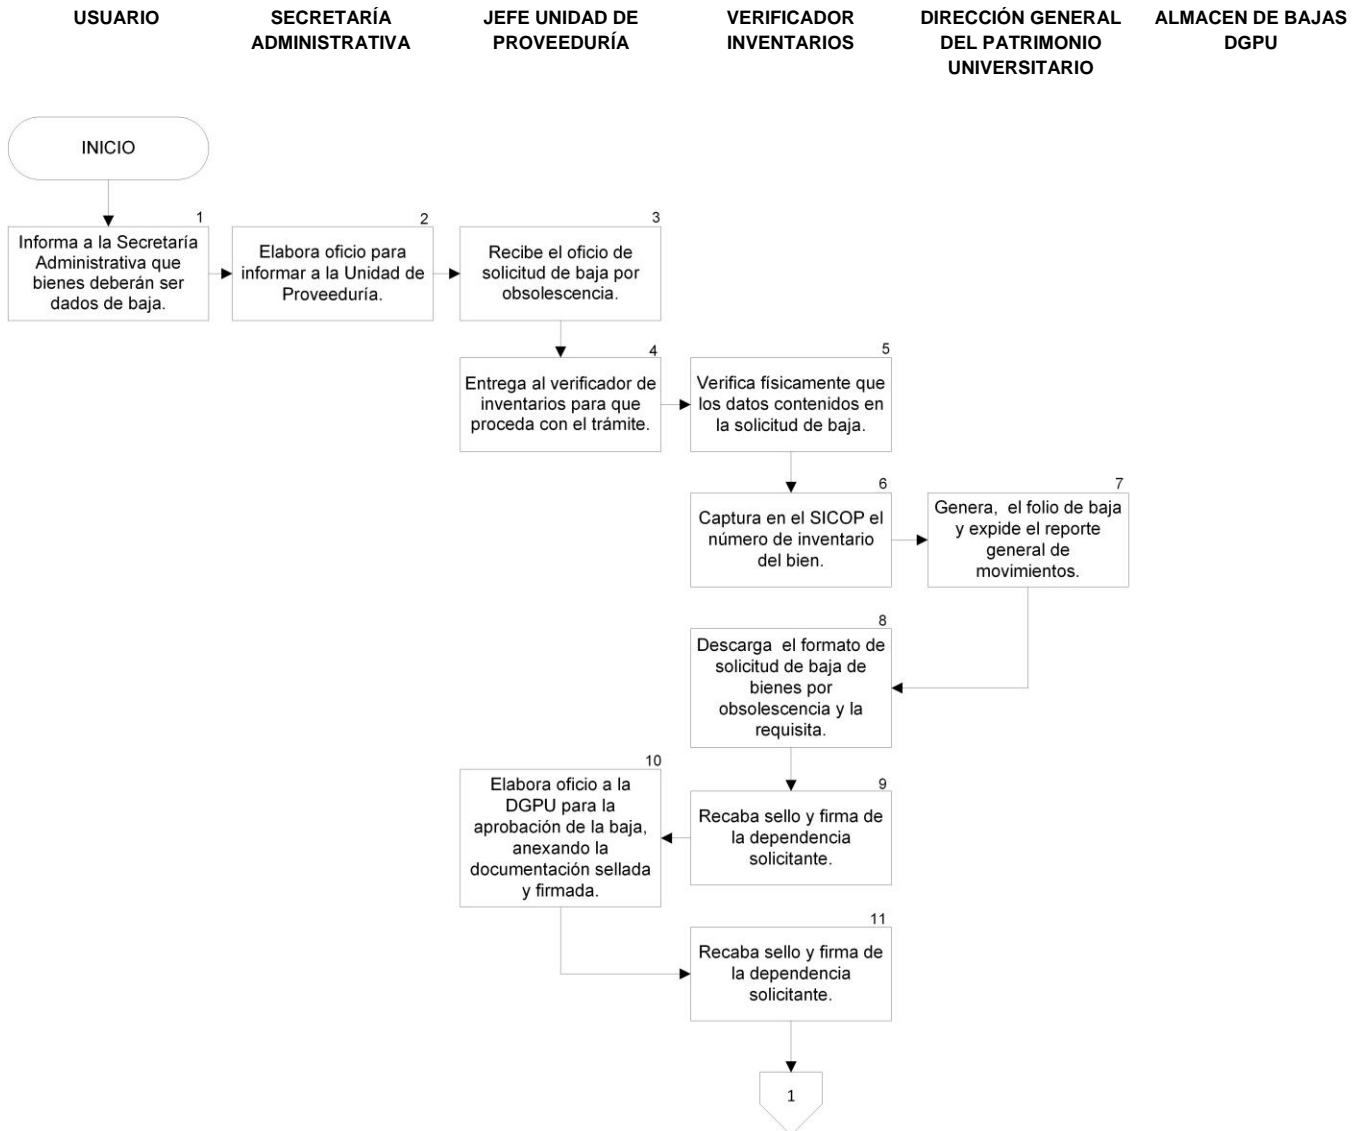 USUARIO
SECRETARÍA
ADMINISTRATIVA
JEFE UNIDAD DE
PROVEEDURÍA
VERIFICADOR
INVENTARIOS
DIRECCIÓN GENERAL
DEL PATRIMONIO
UNIVERSITARIO
ALMACEN DE BAJAS
DGPU
INICIO
1
Informa a la Secretaría
Administrativa que
bienes deberán ser
dados de baja.
2
Elabora oficio para
informar a la Unidad de
Proveeduría.
3
Recibe el oficio de
solicitud de baja por
obsolescencia.
4
Entrega al verificador de
inventarios para que
proceda con el trámite.
5
Verifica físicamente que
los datos contenidos en
la solicitud de baja.
6
Captura en el SICOP el
número de inventario
del bien.
7
Genera, el folio de baja
y expide el reporte
general de
movimientos.
8
Descarga el formato de
solicitud de baja de
bienes por
obsolescencia y la
requisita.
9
Recaba sello y firma de
la dependencia
solicitante.
10
Elabora oficio a la
DGPU para la
aprobación de la baja,
anexando la
documentación sellada
y firmada.
11
Recaba sello y firma de
la dependencia
solicitante.
1